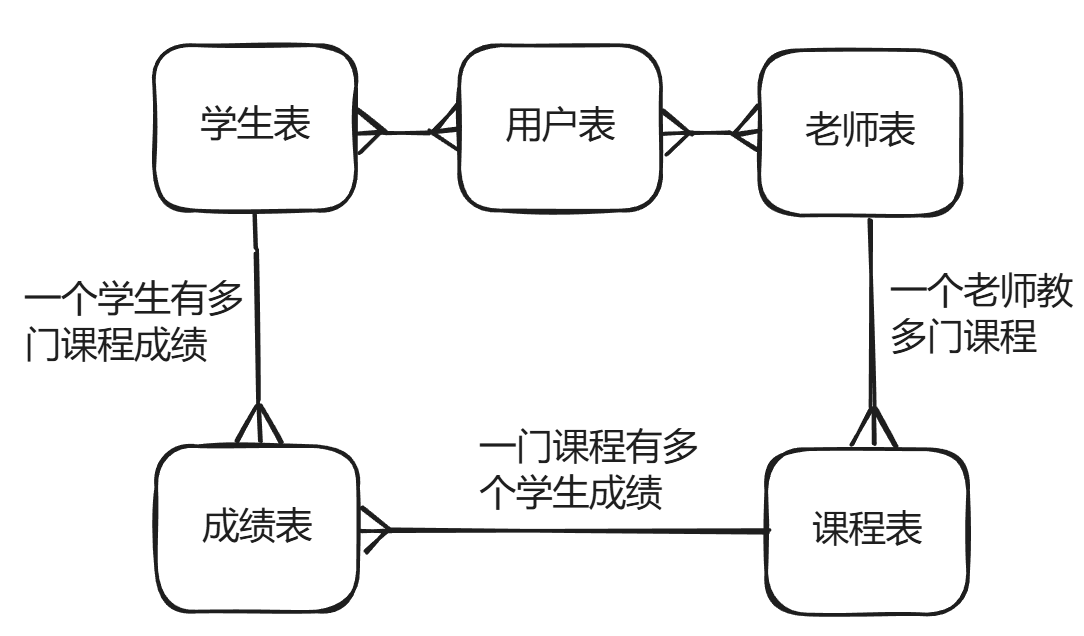 学生表
用户表
老师表
一个学生有多
门课程成绩
一个老师教
多门课程
一门课程有多
个学生成绩
成绩表
课程表